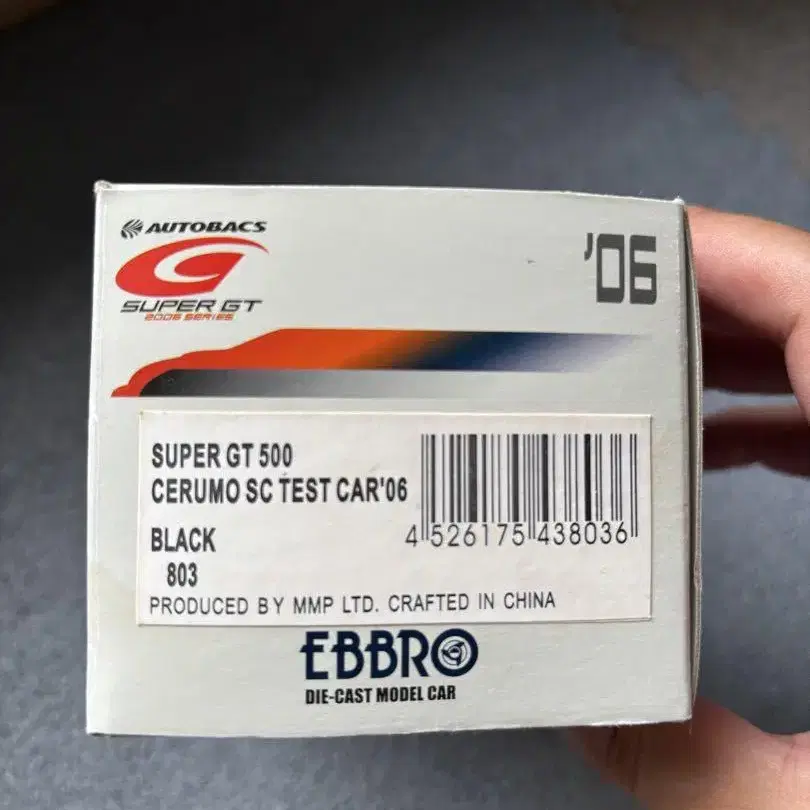 AUTOBACS
SUPER GT
2006 SERIES
'06
SUPER GT 500
CERUMO SC TEST CAR'06
BLACK
803
4 526175 438036
PRODUCED BY MMP LTD. CRAFTED IN CHINA
EBBRO
DIE-CAST MODEL CAR